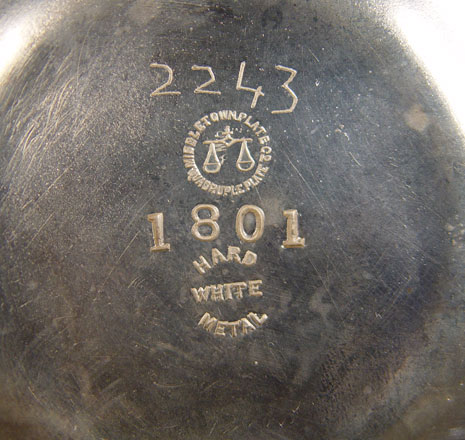 2243
MIDDLETOWN PLATE CO.
QUADRUPLE PLATE
1801
HARD
WHITE
METAL